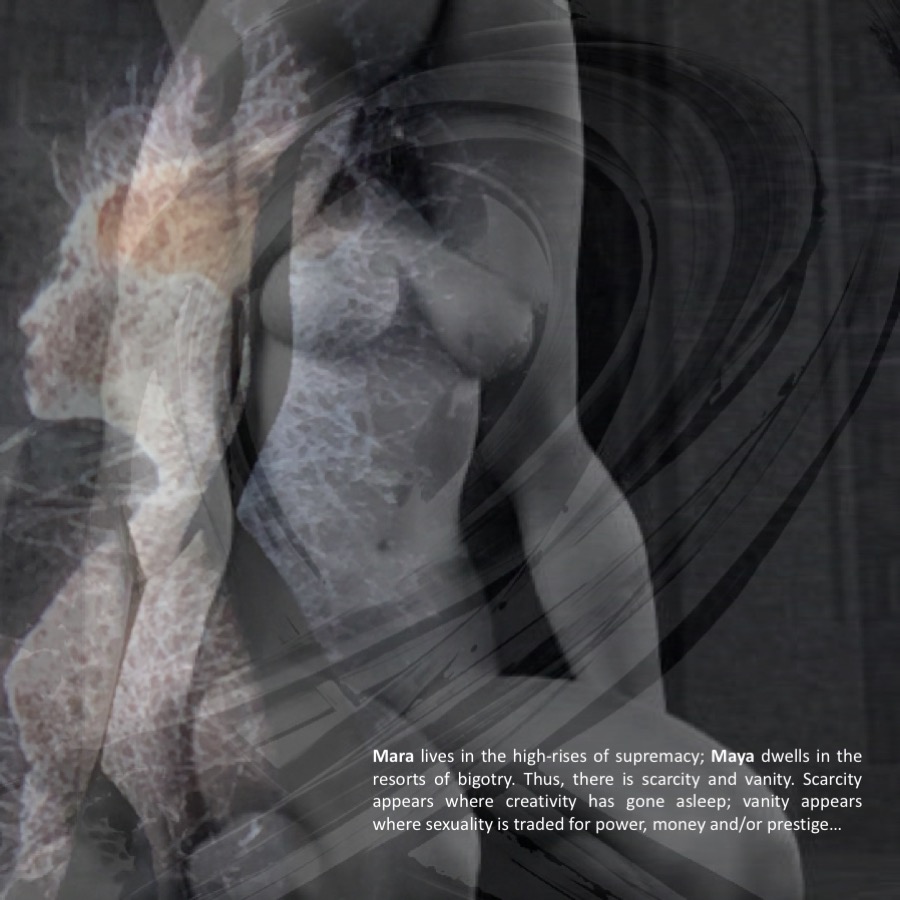 Mara lives in the high-rises of supremacy; Maya dwells in the
resorts of bigotry. Thus, there is scarcity and vanity. Scarcity
appears where creativity has gone asleep; vanity appears
where sexuality is traded for power, money and/or prestige...